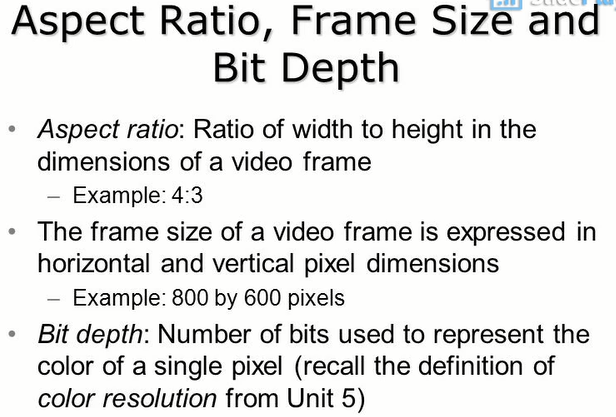 Aspect Ratio, Frame Size and
Bit Depth
• Aspect ratio: Ratio of width to height in the
dimensions of a video frame
– Example: 4:3
• The frame size of a video frame is expressed in
horizontal and vertical pixel dimensions
– Example: 800 by 600 pixels
• Bit depth: Number of bits used to represent the
color of a single pixel (recall the definition of
color resolution from Unit 5)